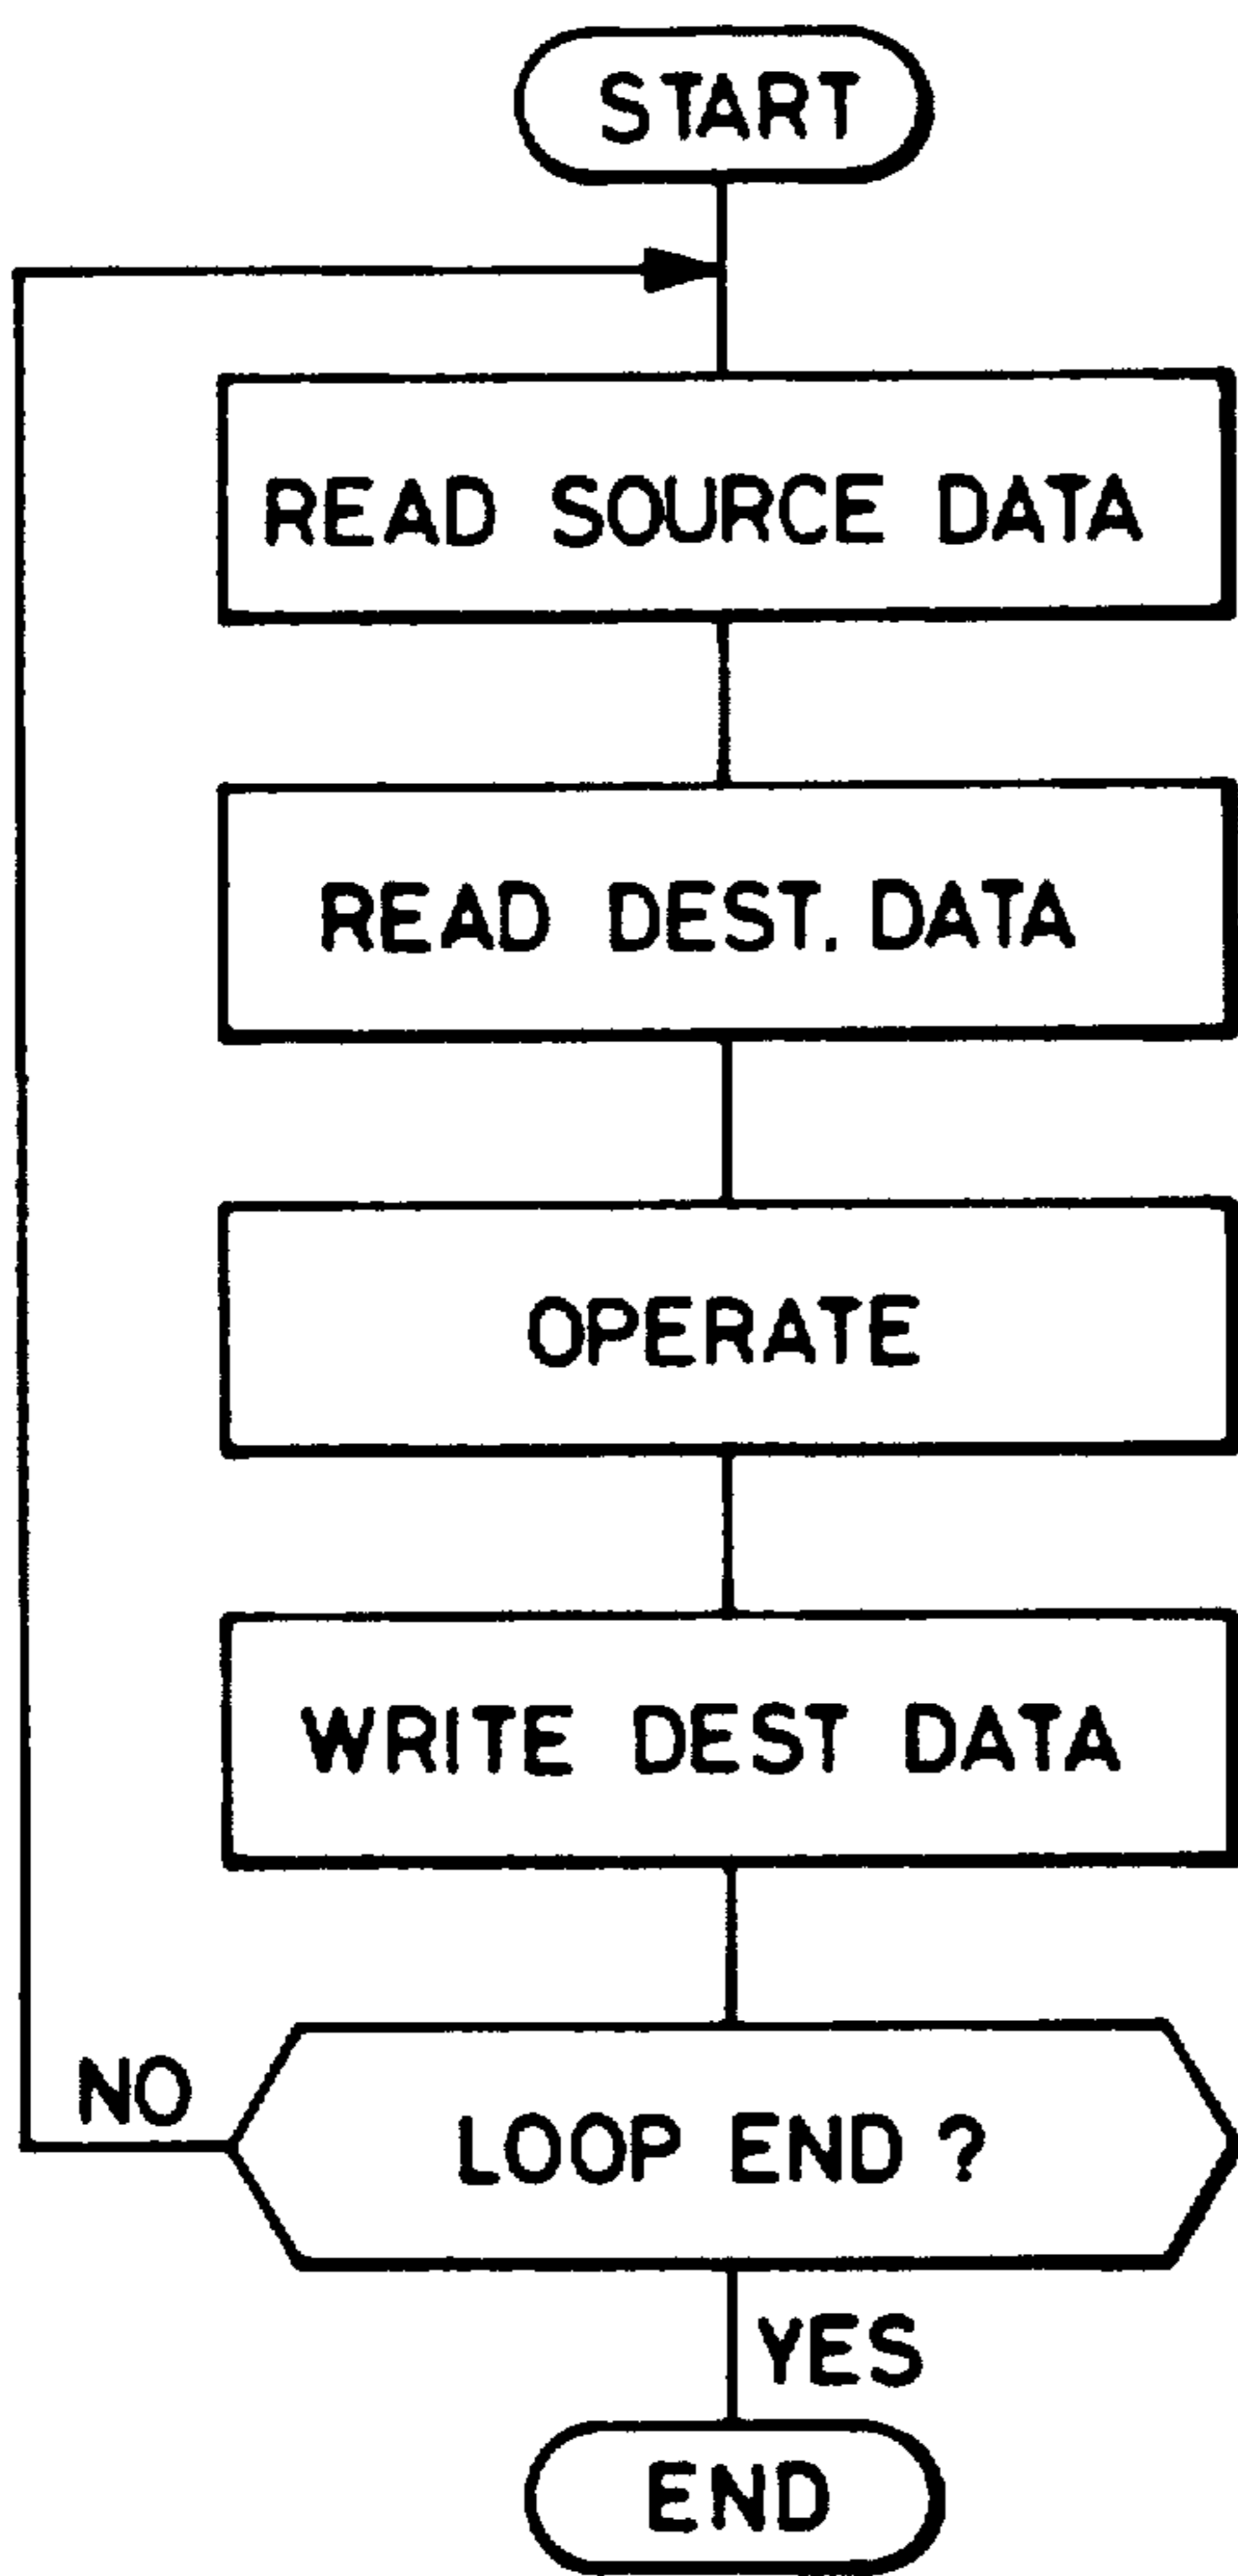 START
READ SOURCE DATA
READ DEST. DATA
OPERATE
WRITE DEST DATA
NO
LOOP END ?
YES
END